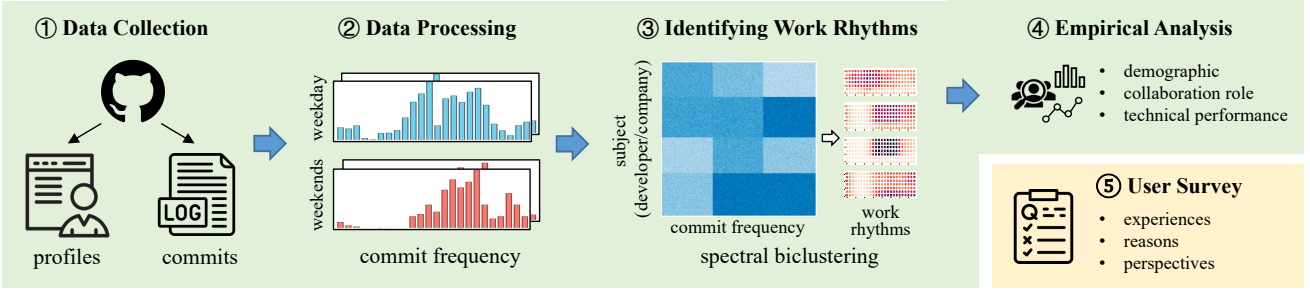 ① Data Collection
profiles
LOG
commits
② Data Processing
weekday
weekends
commit frequency
③ Identifying Work Rhythms
subject
(developer/company)
commit frequency
work
rhythms
spectral biclustering
④ Empirical Analysis
• demographic
• collaboration role
• technical performance
⑤ User Survey
Q
• experiences
• reasons
• perspectives